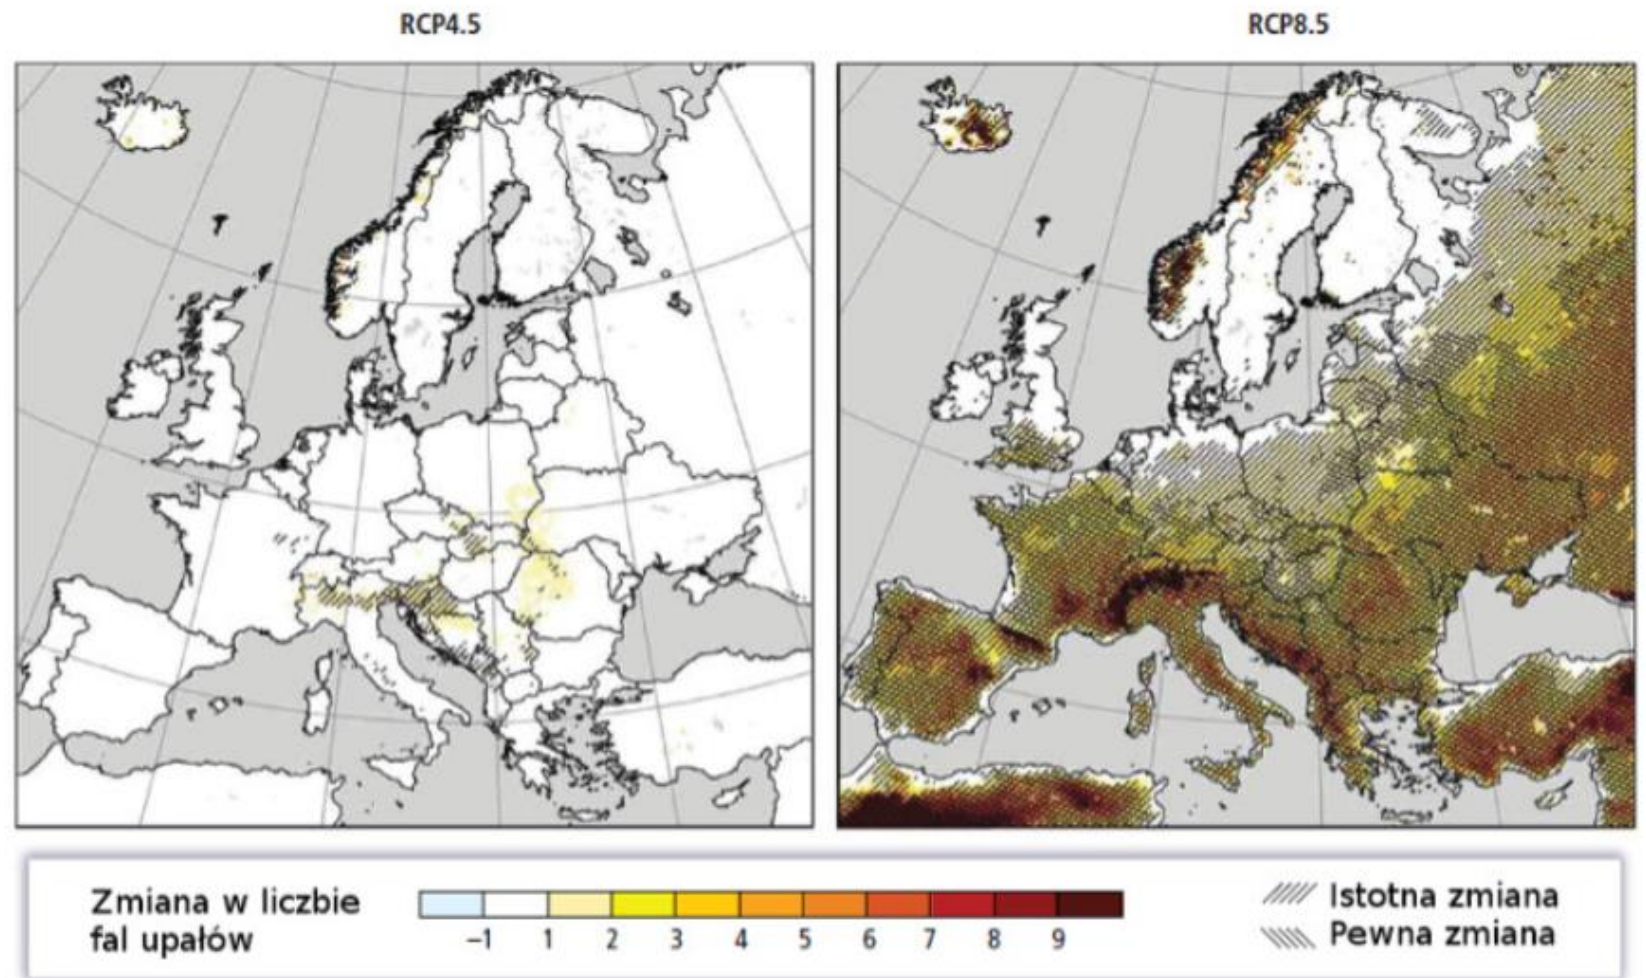 RCP4.5
RCP8.5
Zmiana w liczbie
fal upałów
−1 1 2 3 4 5 6 7 8 9
Istotna zmiana
Pewna zmiana